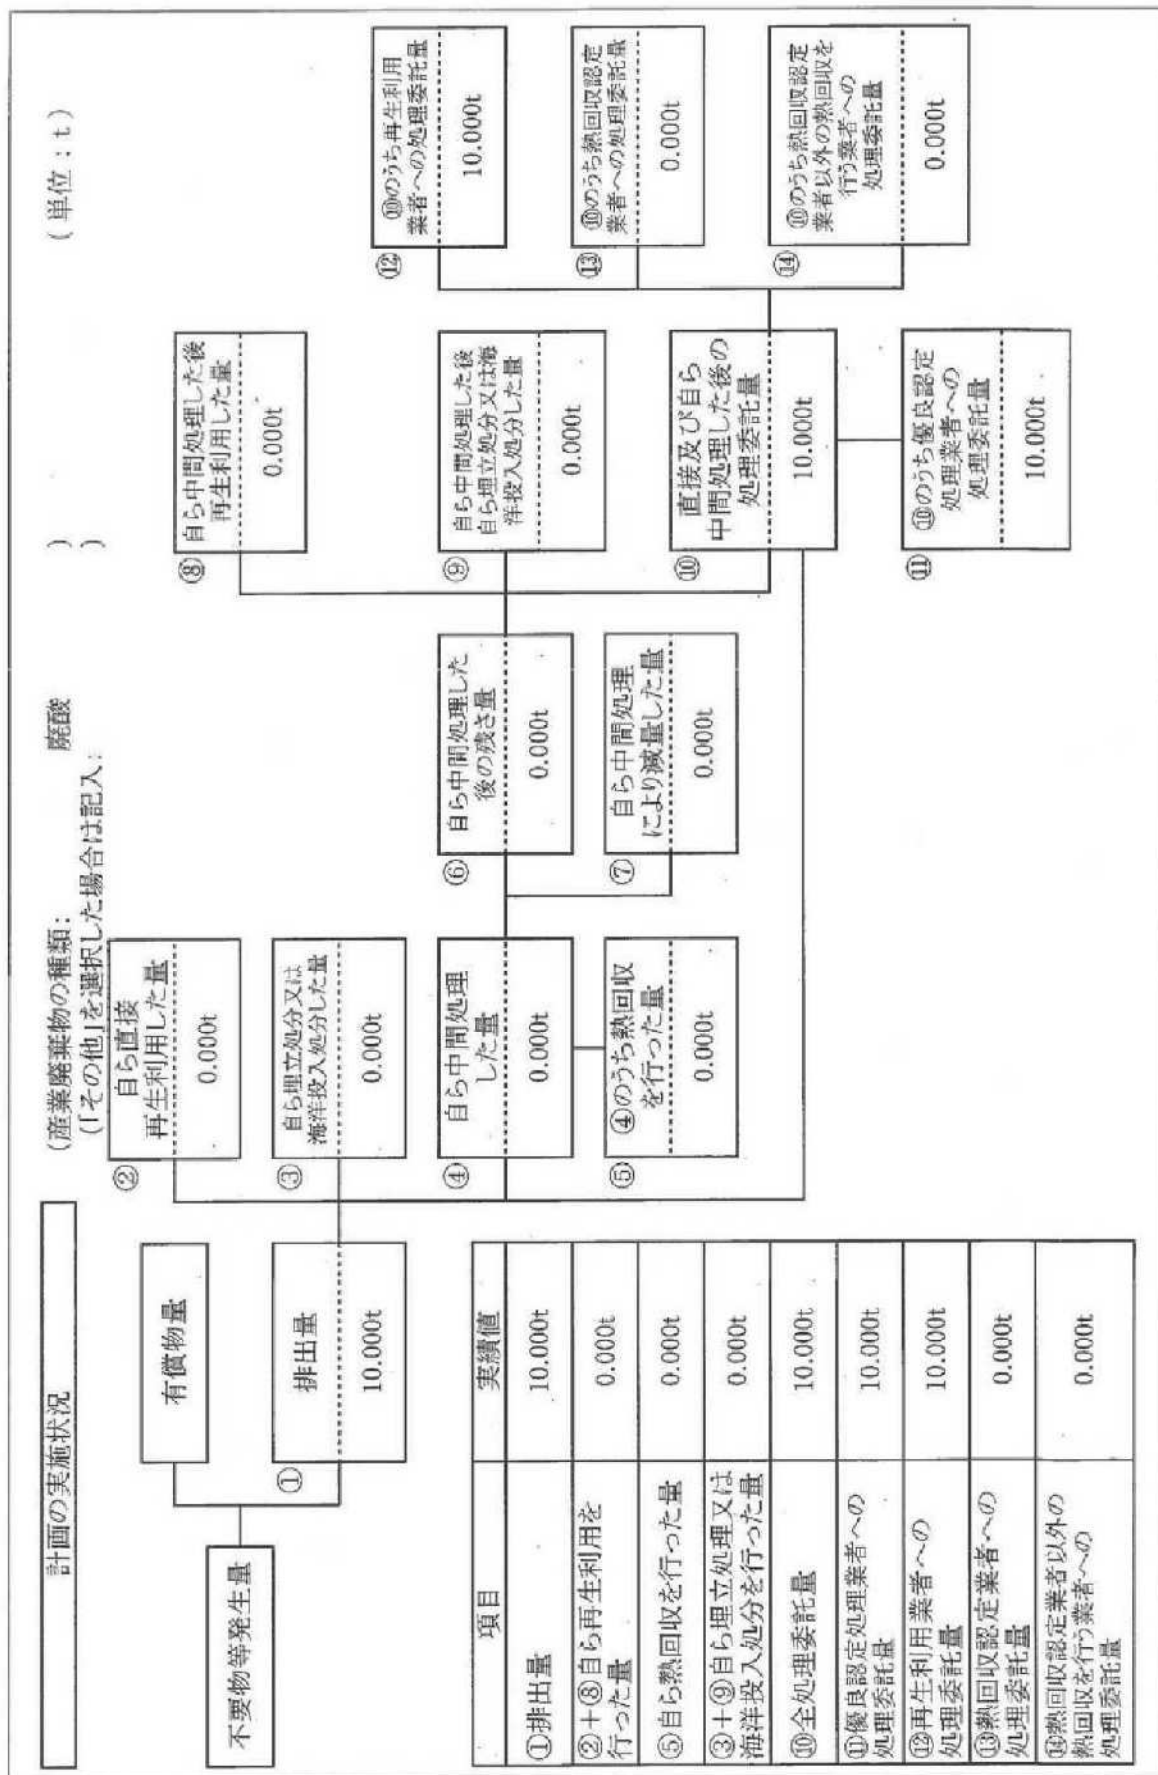 計画の実施状況
(産業廃棄物の種類: 廃酸 )
(「その他」を選択した場合は記入: )
(単位:t)
不要物等発生量
有償物量
①
排出量
10.000t
②
自ら直接
再生利用した量
0.000t
③
自ら埋立処分又は
海洋投入処分した量
0.000t
④
自ら中間処理
した量
0.000t
⑤
④のうち熱回収
を行った量
0.000t
⑥
自ら中間処理した
後の残さ量
0.000t
⑦
自ら中間処理
により減量した量
0.000t
⑧
自ら中間処理した後
再生利用した量
0.000t
⑨
自ら中間処理した後
自ら埋立処分又は海
洋投入処分した量
0.000t
⑩
直接及び自ら
中間処理した後の
処理委託量
10.000t
⑪
⑩のうち優良認定
処理業者への
処理委託量
10.000t
⑫
⑩のうち再生利用
業者への処理委託量
10.000t
⑬
⑩のうち熱回収認定
業者への処理委託量
0.000t
⑭
⑩のうち熱回収認定
業者以外の熱回収を
行う業者への
処理委託量
0.000t
項目 実績値
①排出量 10.000t
②+⑧自ら再生利用を
行った量 0.000t
⑤自ら熱回収を行った量 0.000t
③+⑨自ら埋立処理又は
海洋投入処分を行った量 0.000t
⑩全処理委託量 10.000t
⑪優良認定処理業者への
処理委託量 10.000t
⑫再生利用業者への
処理委託量 10.000t
⑬熱回収認定業者への
処理委託量 0.000t
⑭熱回収認定業者以外の
熱回収を行う業者への
処理委託量 0.000t